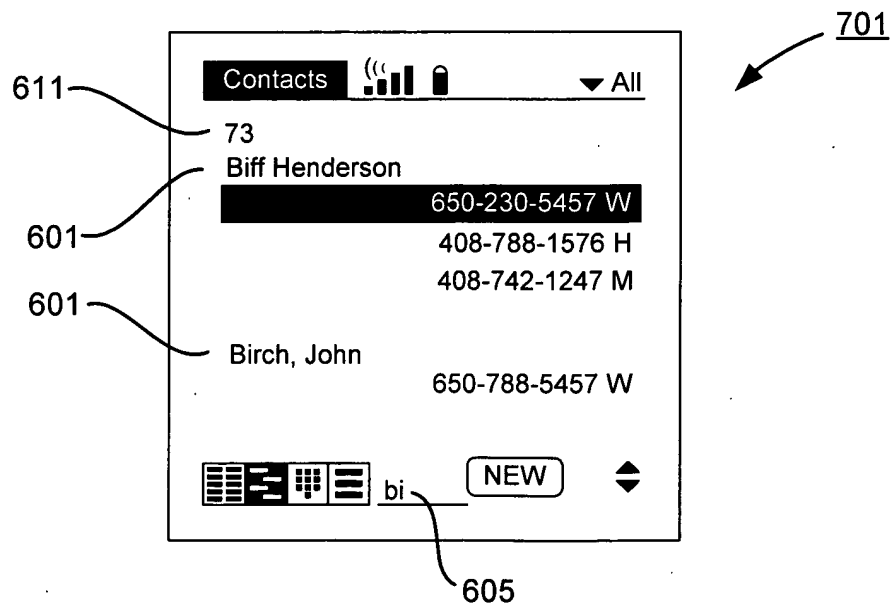 701
Contacts All
611
73
Biff Henderson
601
650-230-5457 W
408-788-1576 H
408-742-1247 M
601
Birch, John
650-788-5457 W
bi NEW
605